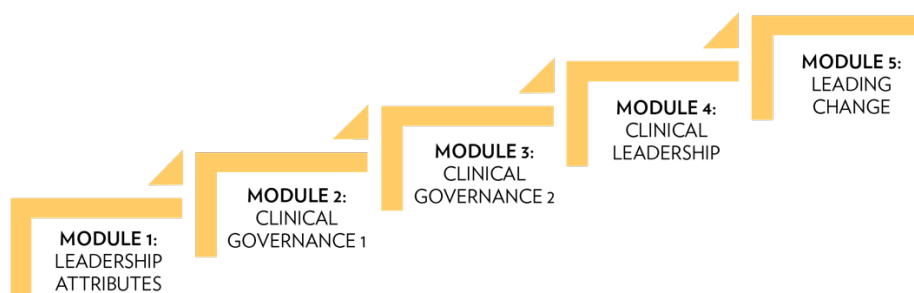 MODULE 1:
LEADERSHIP
ATTRIBUTES
MODULE 2:
CLINICAL
GOVERNANCE 1
MODULE 3:
CLINICAL
GOVERNANCE 2
MODULE 4:
CLINICAL
LEADERSHIP
MODULE 5:
LEADING
CHANGE